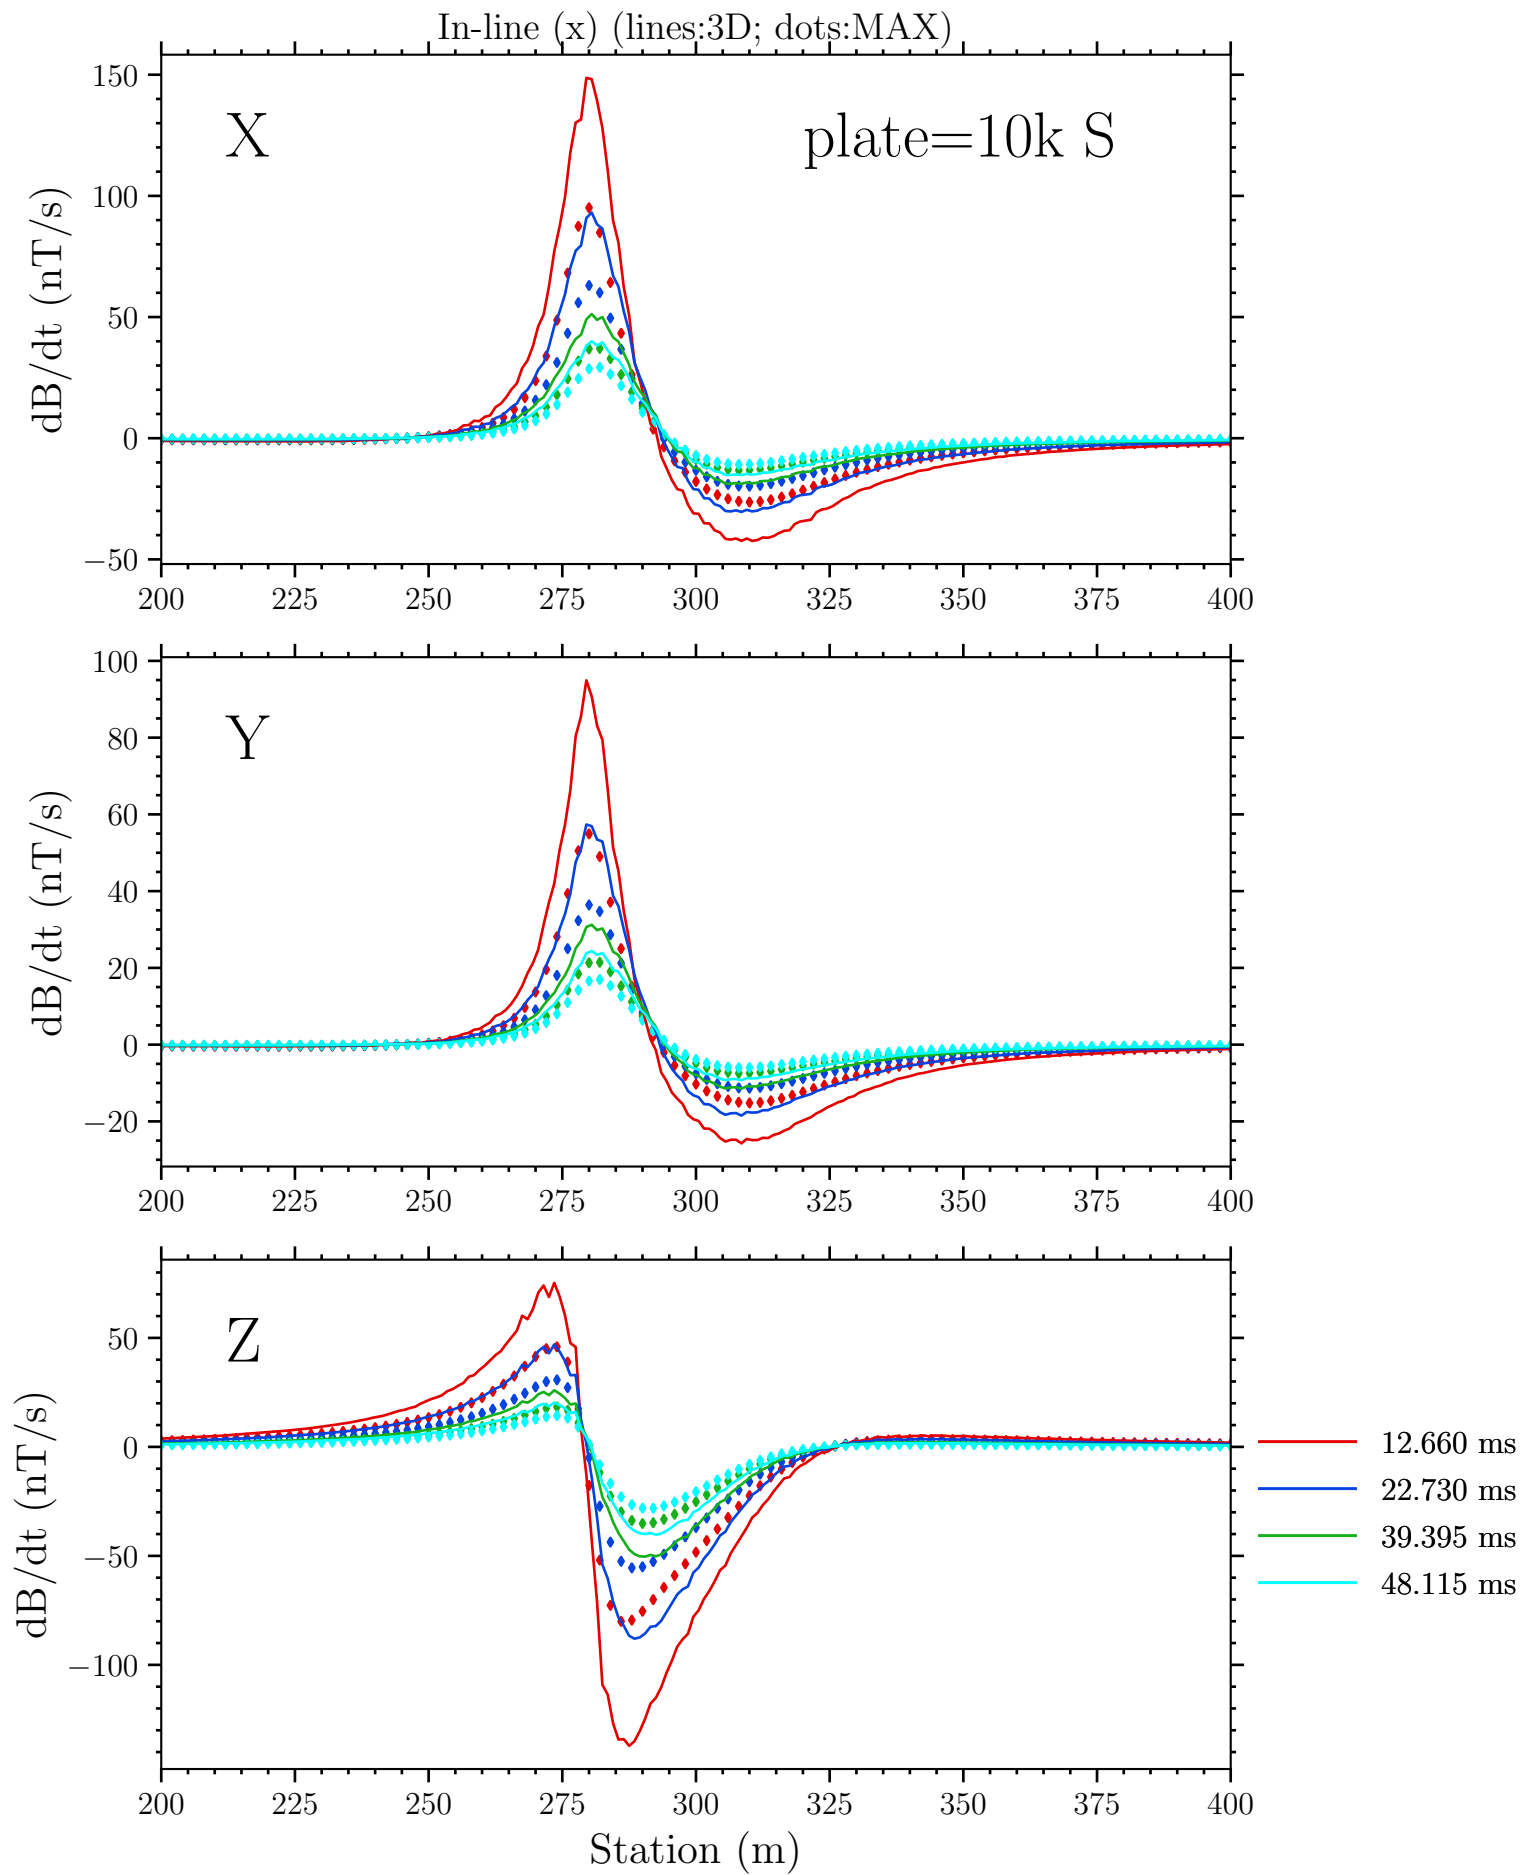 In-line (x) (lines:3D; dots:MAX)
150
100
50
0
−50
dB/dt (nT/s)
X
plate=10k S
200 225 250 275 300 325 350 375 400
100
80
60
40
20
0
−20
dB/dt (nT/s)
Y
200 225 250 275 300 325 350 375 400
50
0
−50
−100
dB/dt (nT/s)
Z
200 225 250 275 300 325 350 375 400
Station (m)
12.660 ms
22.730 ms
39.395 ms
48.115 ms